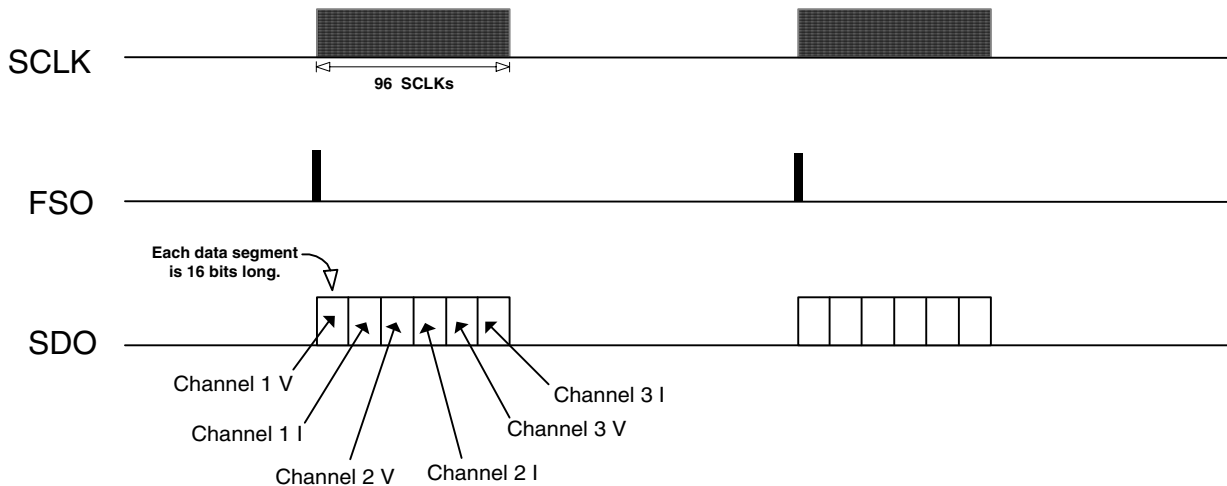 SCLK
96 SCLKs
FSO
Each data segment
is 16 bits long.
SDO
Channel 1 V
Channel 3 I
Channel 1 I
Channel 3 V
Channel 2 V
Channel 2 I